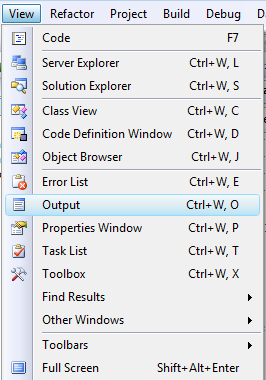 View Refactor Project Build Debug D
Code F7
Server Explorer Ctrl+W, L
Solution Explorer Ctrl+W, S
Class View Ctrl+W, C
Code Definition Window Ctrl+W, D
Object Browser Ctrl+W, J
Error List Ctrl+W, E
Output Ctrl+W, O
Properties Window Ctrl+W, P
Task List Ctrl+W, T
Toolbox Ctrl+W, X
Find Results
Other Windows
Toolbars
Full Screen Shift+Alt+Enter